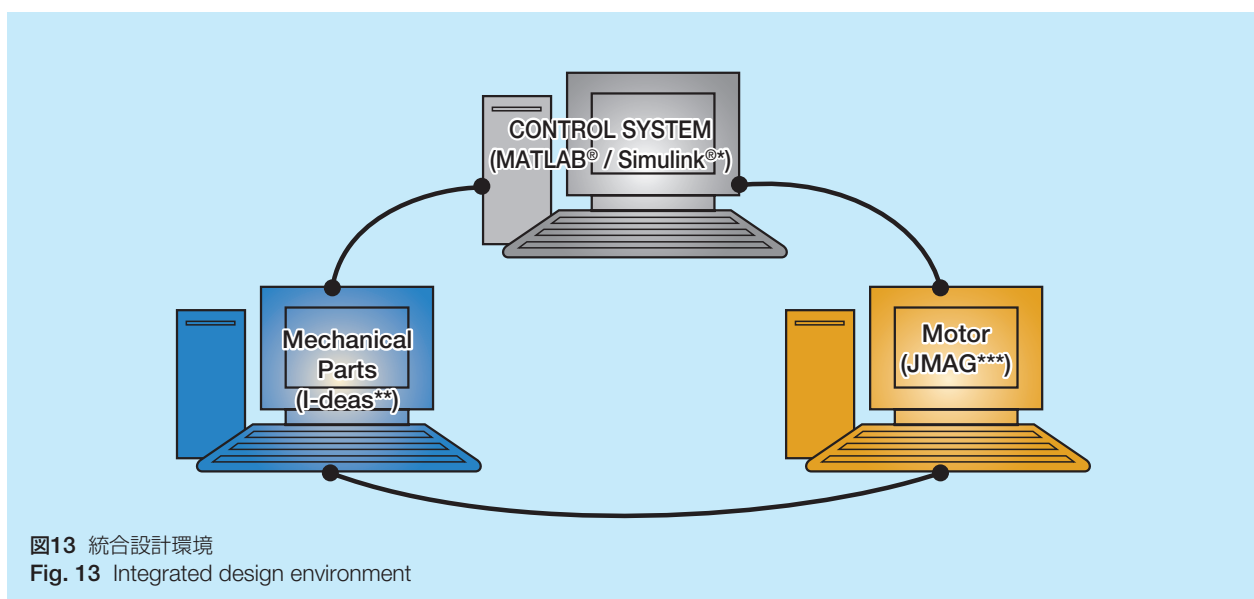 CONTROL SYSTEM
(MATLAB® / Simulink®*)
Mechanical
Parts
(I-deas**)
Motor
(JMAG***)
図13 統合設計環境
Fig. 13 Integrated design environment